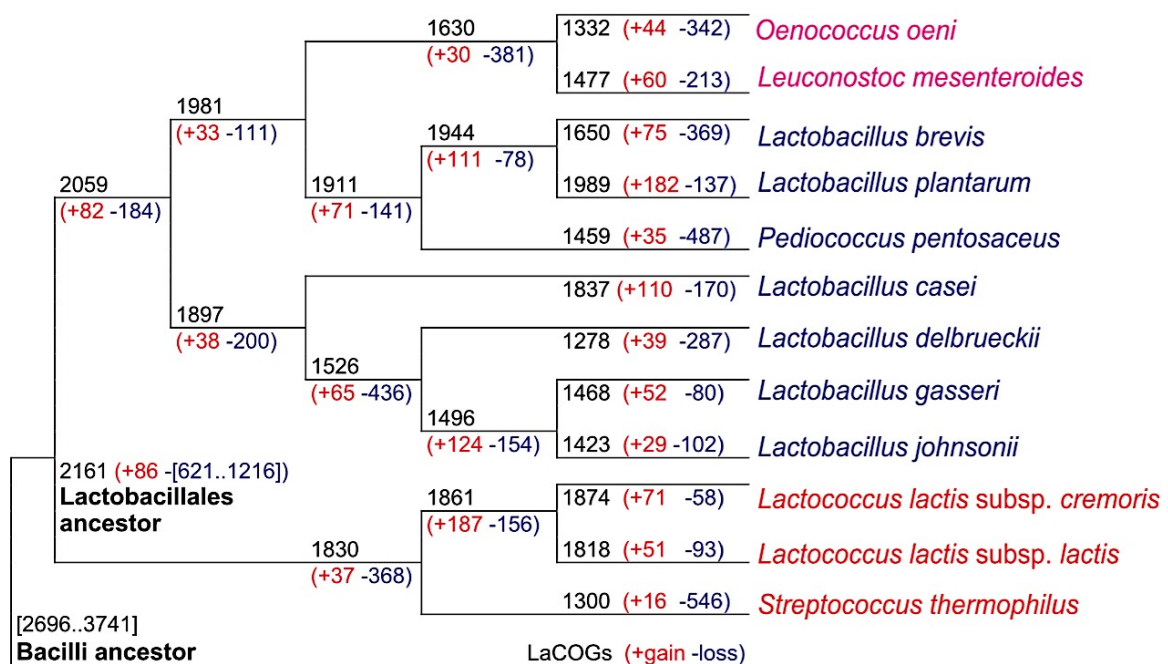 1630
1332 (+44 -342) Oenococcus oeni
(+30 -381)
1477 (+60 -213) Leuconostoc mesenteroides
1981
(+33 -111)
1944
1650 (+75 -369) Lactobacillus brevis
(+111 -78)
2059
1911
1989 (+182 -137) Lactobacillus plantarum
(+82 -184)
(+71 -141)
1459 (+35 -487) Pediococcus pentosaceus
1837 (+110 -170) Lactobacillus casei
1897
(+38 -200)
1278 (+39 -287) Lactobacillus delbrueckii
1526
(+65 -436)
1468 (+52 -80) Lactobacillus gasseri
1496
(+124 -154)
1423 (+29 -102) Lactobacillus johnsonii
2161 (+86 -[621..1216])
Lactobacillales
ancestor
1861
1874 (+71 -58) Lactococcus lactis subsp. cremoris
(+187 -156)
1830
1818 (+51 -93) Lactococcus lactis subsp. lactis
(+37 -368)
1300 (+16 -546) Streptococcus thermophilus
[2696..3741]
Bacilli ancestor
LaCOGs (+gain -loss)